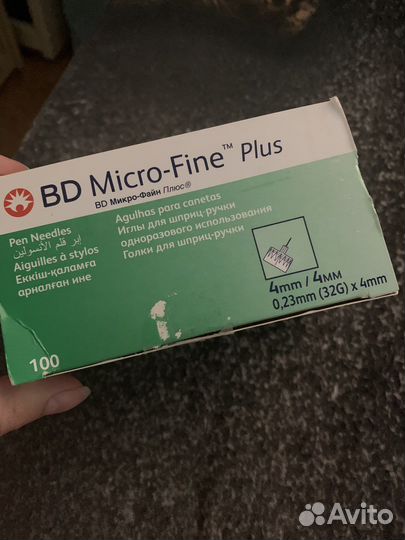 BD Micro-Fine™ Plus
BD Микро-Файн Плюс®
Pen Needles
إبر قلم الأنسولين
Aiguilles à stylos
Еккіш-қаламға
арналған ине
Agulhas para canetas
Иглы для шприц-ручки
одноразового использования
Голки для шприц-ручки
4mm / 4мм
0,23mm (32G) x 4mm
100
Avito